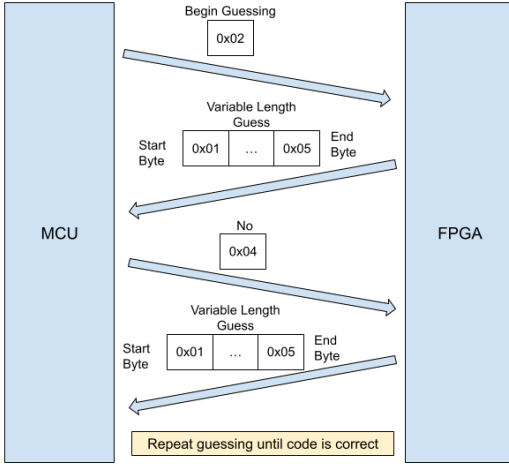 Begin Guessing
0x02
Variable Length
Guess
Start
Byte
0x01
…
0x05
End
Byte
MCU
FPGA
No
0x04
Variable Length
Guess
Start
Byte
0x01
…
0x05
End
Byte
Repeat guessing until code is correct